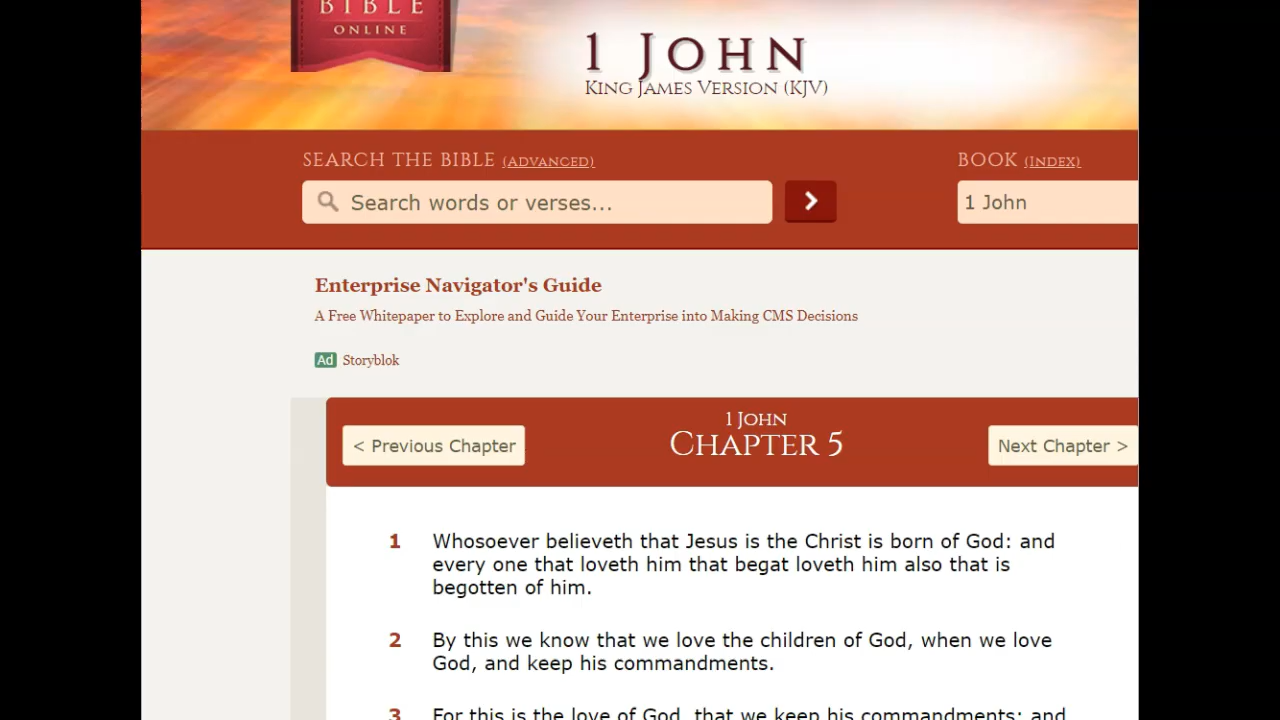 BIBLE
ONLINE
1 John
King James Version (KJV)
SEARCH THE BIBLE (ADVANCED)
BOOK (INDEX)
Search words or verses...
1 John
Enterprise Navigator's Guide
A Free Whitepaper to Explore and Guide Your Enterprise into Making CMS Decisions
Ad Storyblok
1 John
< Previous Chapter
Chapter 5
Next Chapter >
1 Whosoever believeth that Jesus is the Christ is born of God: and
every one that loveth him that begat loveth him also that is
begotten of him.
2 By this we know that we love the children of God, when we love
God, and keep his commandments.
3 For this is the love of God, that we keep his commandments: and